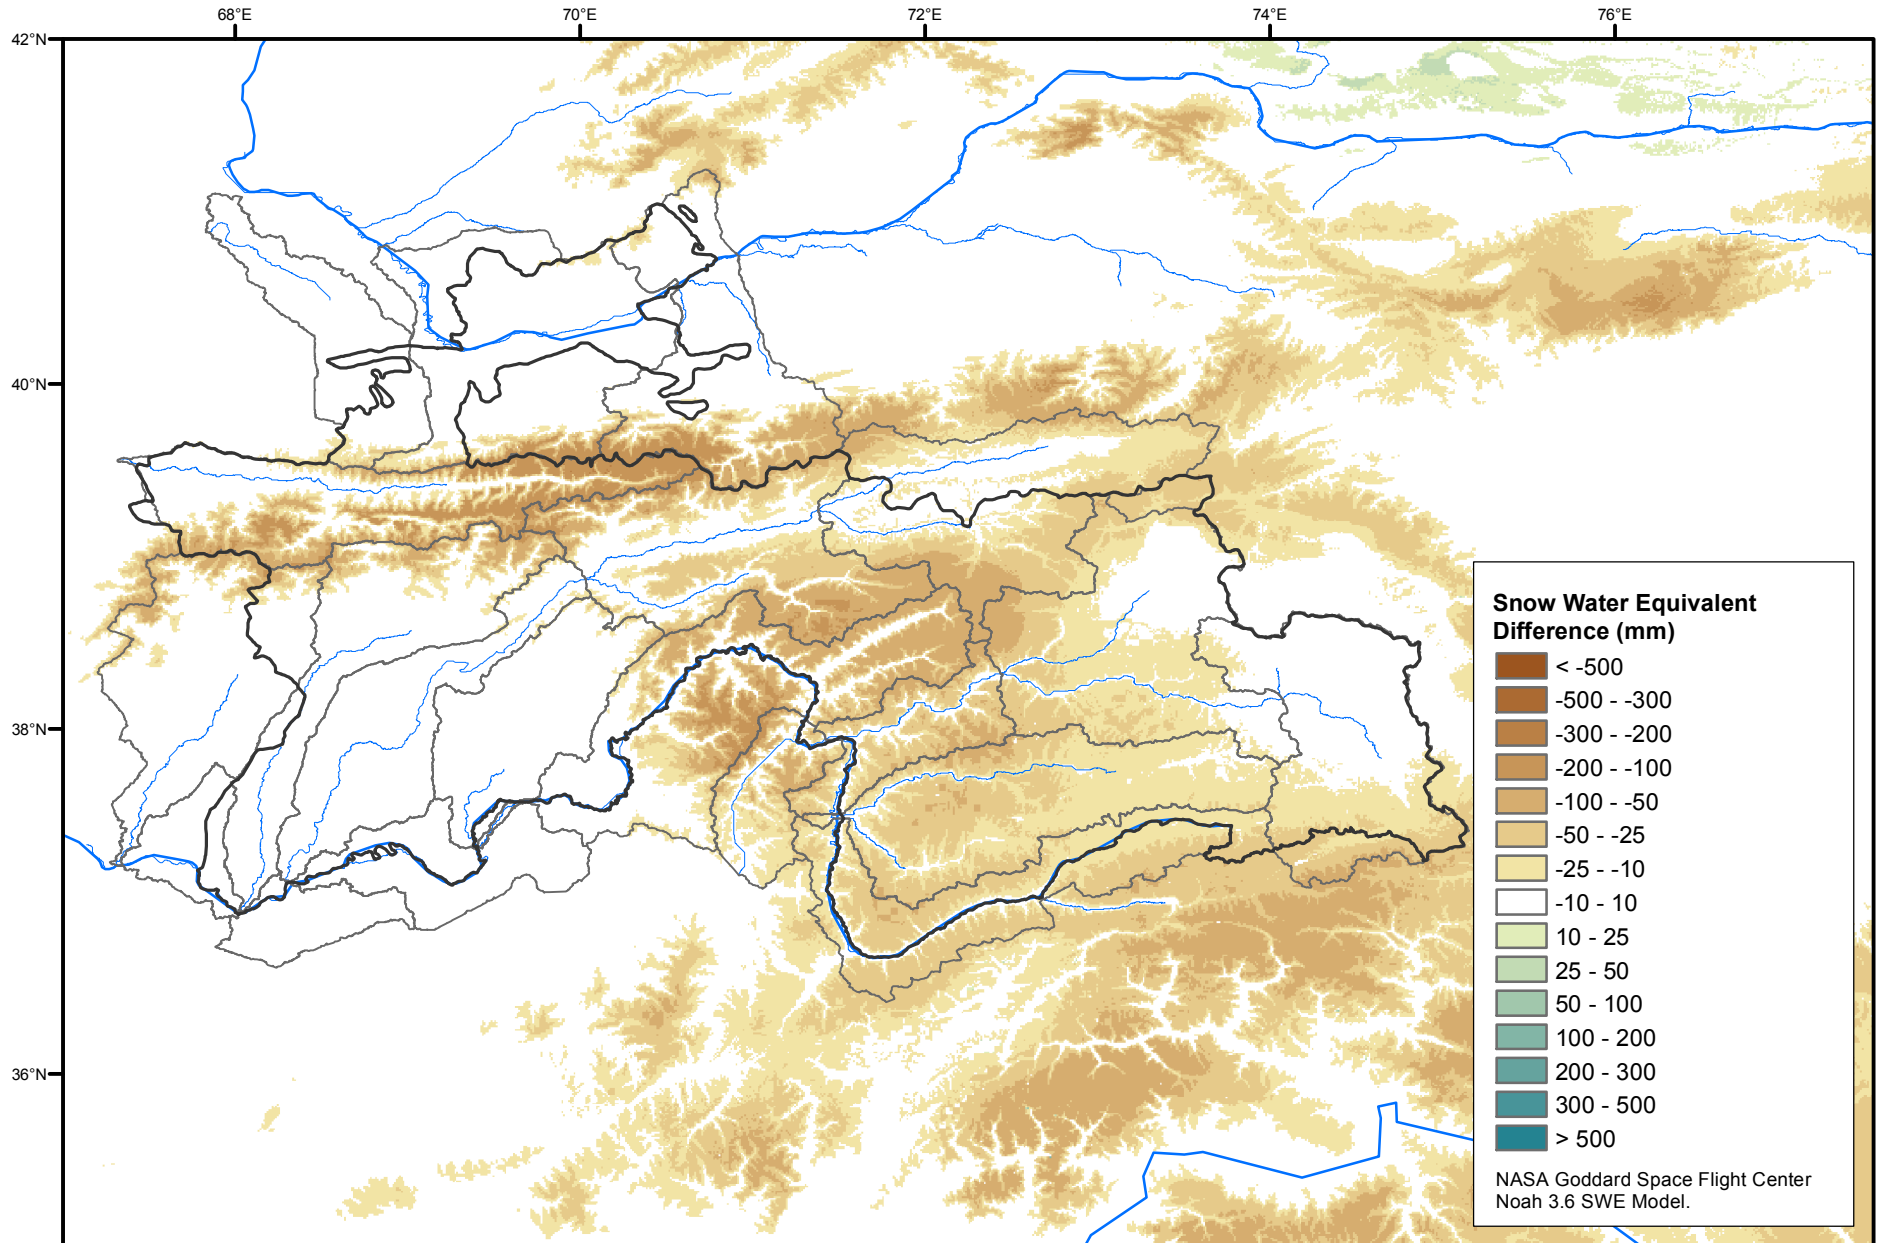 68°E 70°E 72°E 74°E 76°E
42°N
40°N
38°N
36°N
Snow Water Equivalent
Difference (mm)
< -500
-500 - -300
-300 - -200
-200 - -100
-100 - -50
-50 - -25
-25 - -10
-10 - 10
10 - 25
25 - 50
50 - 100
100 - 200
200 - 300
300 - 500
> 500
NASA Goddard Space Flight Center
Noah 3.6 SWE Model.